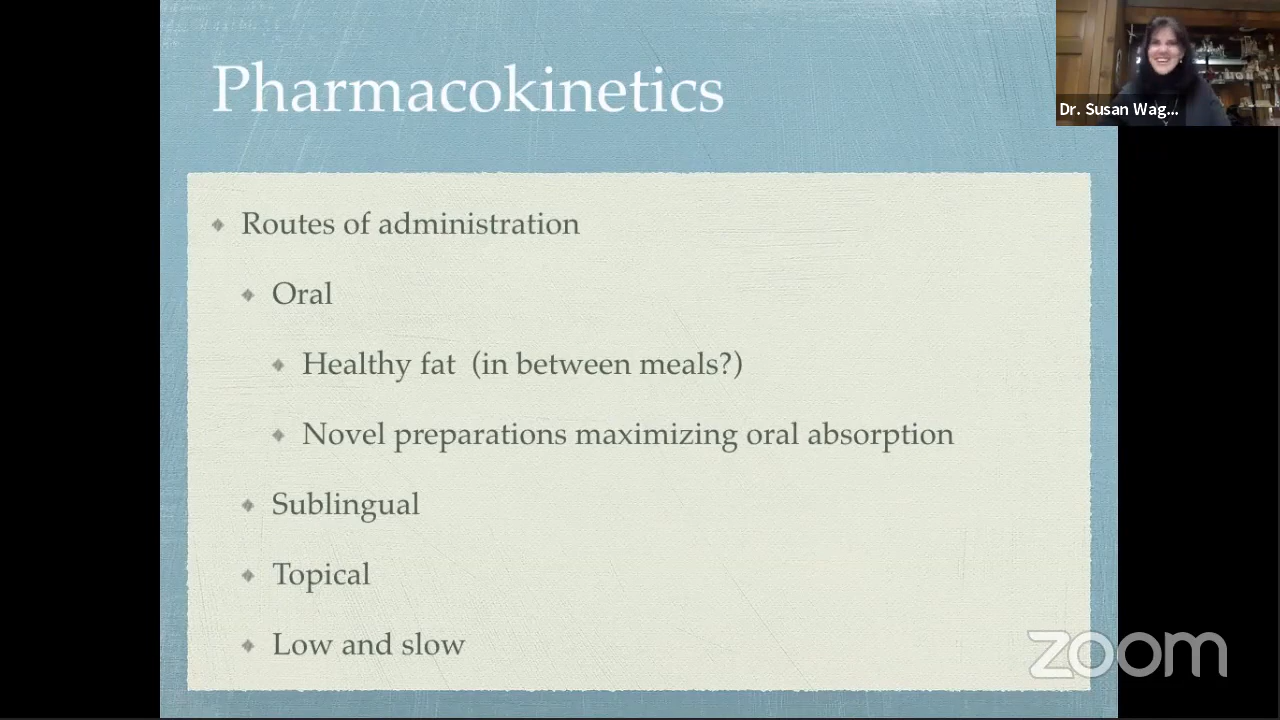 Pharmacokinetics
Dr. Susan Wag...
Routes of administration
Oral
Healthy fat (in between meals?)
Novel preparations maximizing oral absorption
Sublingual
Topical
Low and slow
zoom